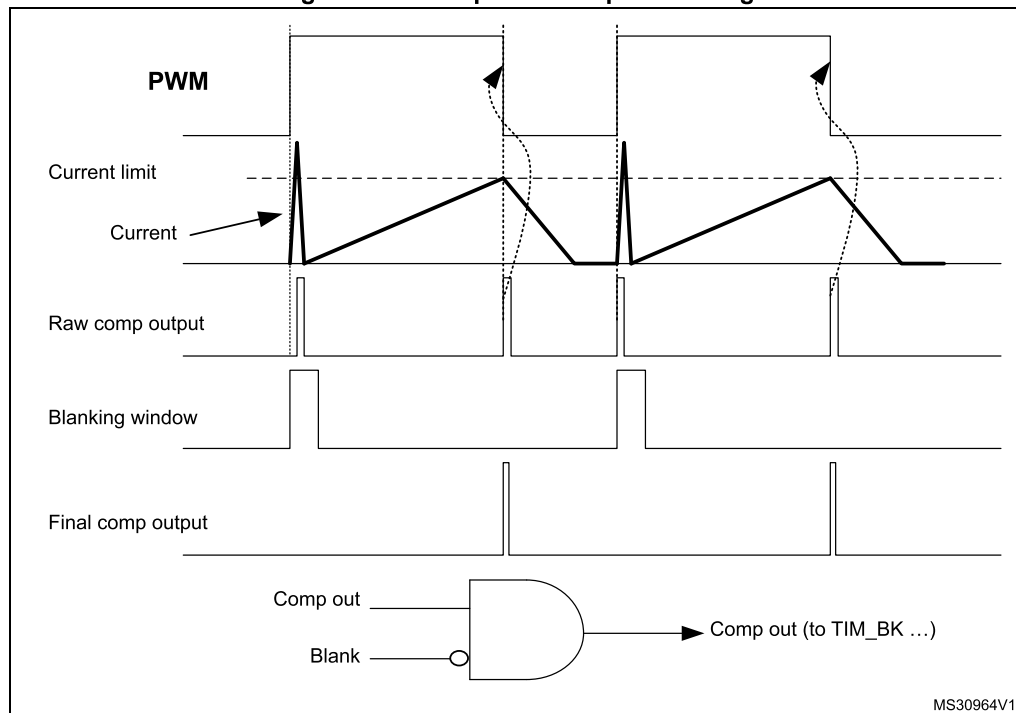 PWM
Current limit
Current
Raw comp output
Blanking window
Final comp output
Comp out
Comp out (to TIM_BK …)
Blank
MS30964V1